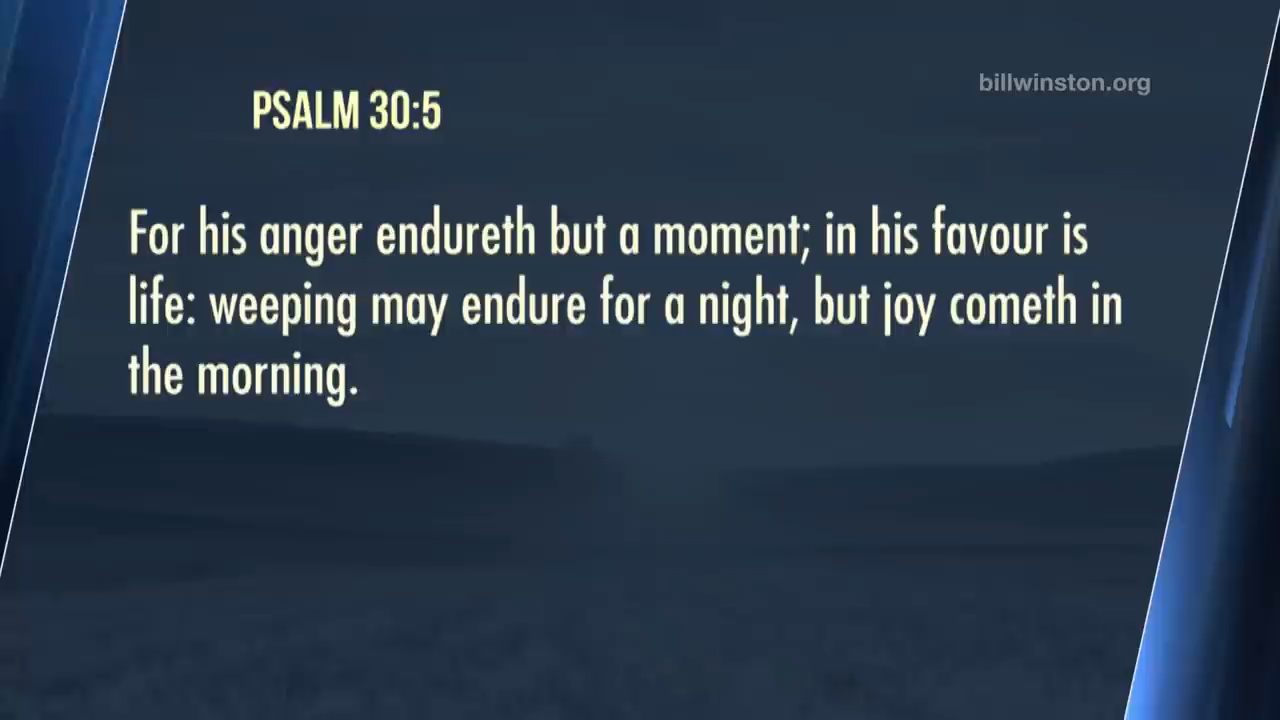 billwinston.org
PSALM 30:5
For his anger endureth but a moment; in his favour is
life: weeping may endure for a night, but joy cometh in
the morning.